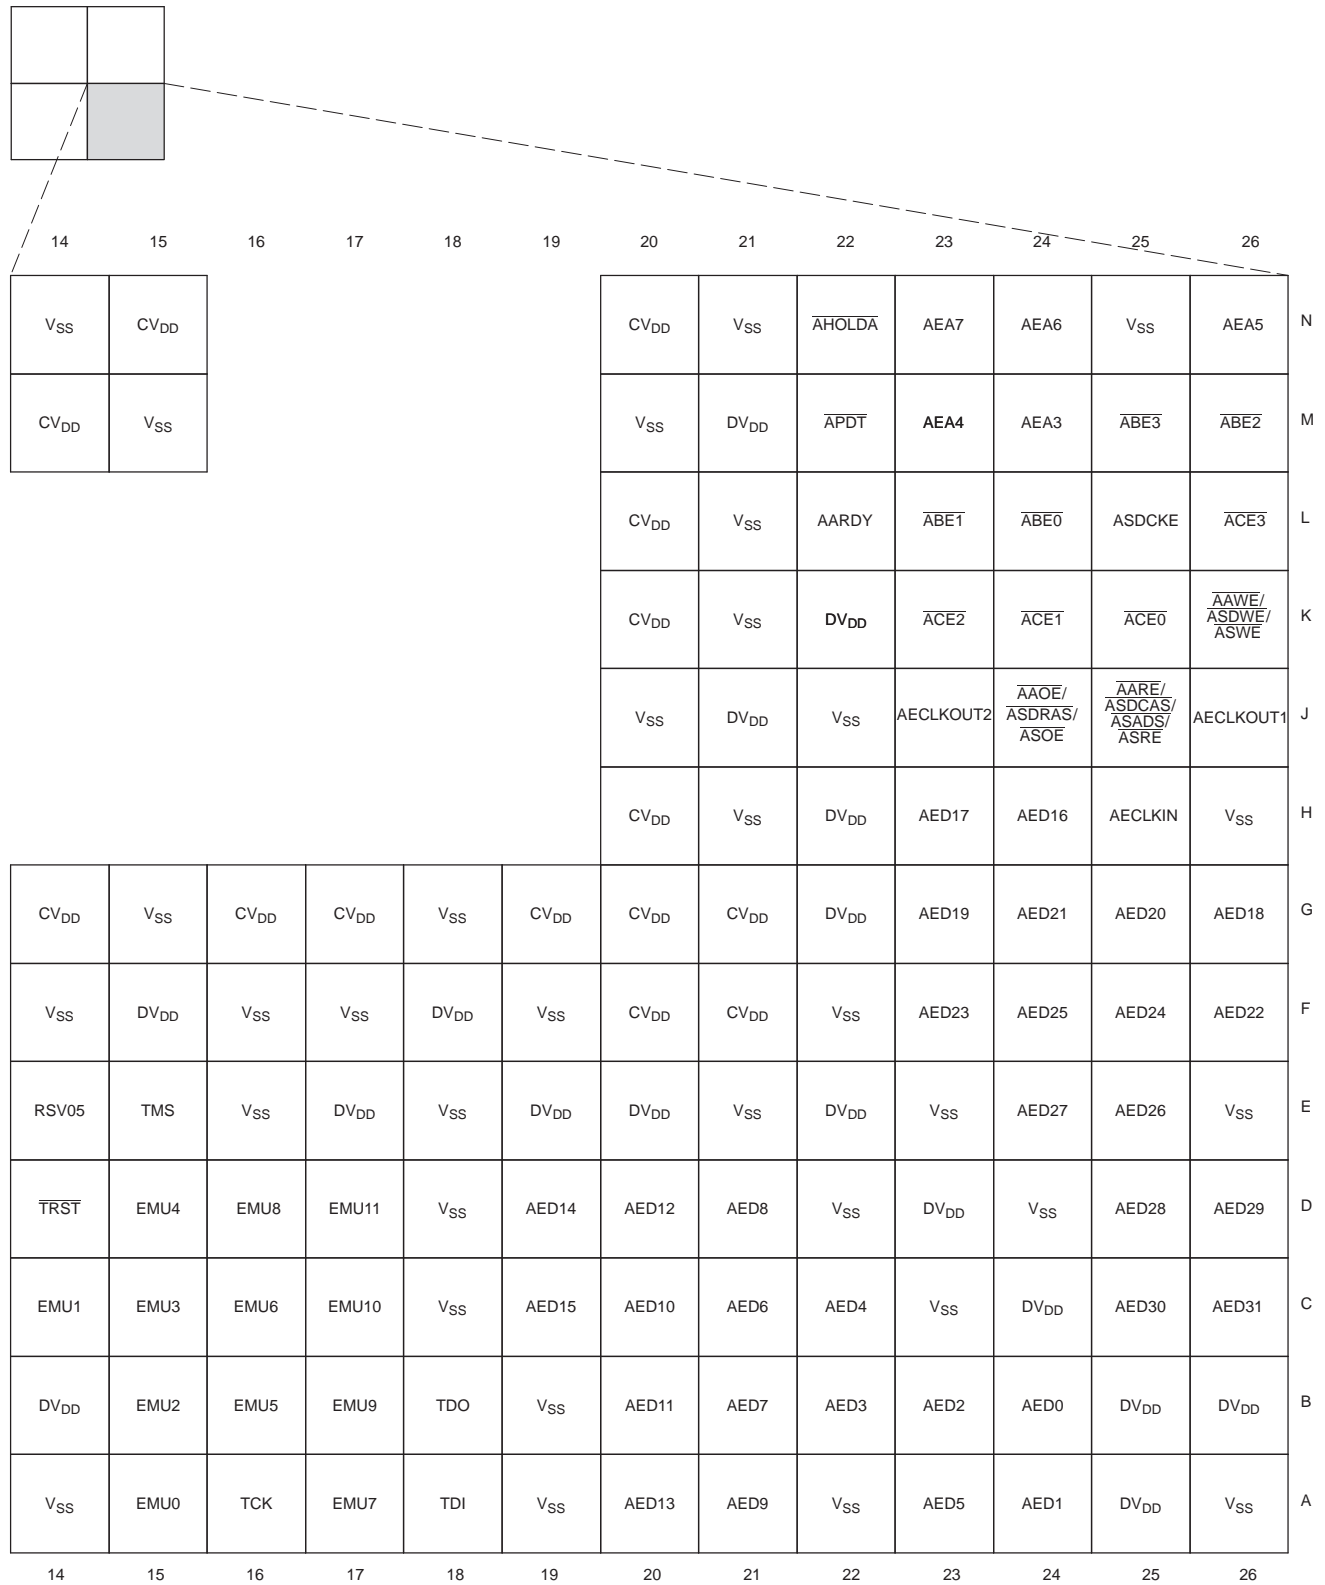 14 15 16 17 18 19 20 21 22 23 24 25 26
VSS CVDD CVDD VSS AHOLDA AEA7 AEA6 VSS AEA5 N
CVDD VSS VSS DVDD APDT AEA4 AEA3 ABE3 ABE2 M
CVDD VSS AARDY ABE1 ABE0 ASDCKE ACE3 L
CVDD VSS DVDD ACE2 ACE1 ACE0 AAWE/ ASDWE/ ASWE K
VSS DVDD VSS AECLKOUT2 AAOE/ ASDRAS/ ASOE AARE/ ASDCAS/ ASADS/ ASRE AECLKOUT1 J
CVDD VSS DVDD AED17 AED16 AECLKIN VSS H
CVDD VSS CVDD CVDD VSS CVDD CVDD CVDD DVDD AED19 AED21 AED20 AED18 G
VSS DVDD VSS VSS DVDD VSS CVDD CVDD VSS AED23 AED25 AED24 AED22 F
RSV05 TMS VSS DVDD VSS DVDD DVDD VSS DVDD VSS AED27 AED26 VSS E
TRST EMU4 EMU8 EMU11 VSS AED14 AED12 AED8 VSS DVDD VSS AED28 AED29 D
EMU1 EMU3 EMU6 EMU10 VSS AED15 AED10 AED6 AED4 VSS DVDD AED30 AED31 C
DVDD EMU2 EMU5 EMU9 TDO VSS AED11 AED7 AED3 AED2 AED0 DVDD DVDD B
VSS EMU0 TCK EMU7 TDI VSS AED13 AED9 VSS AED5 AED1 DVDD VSS A
14 15 16 17 18 19 20 21 22 23 24 25 26